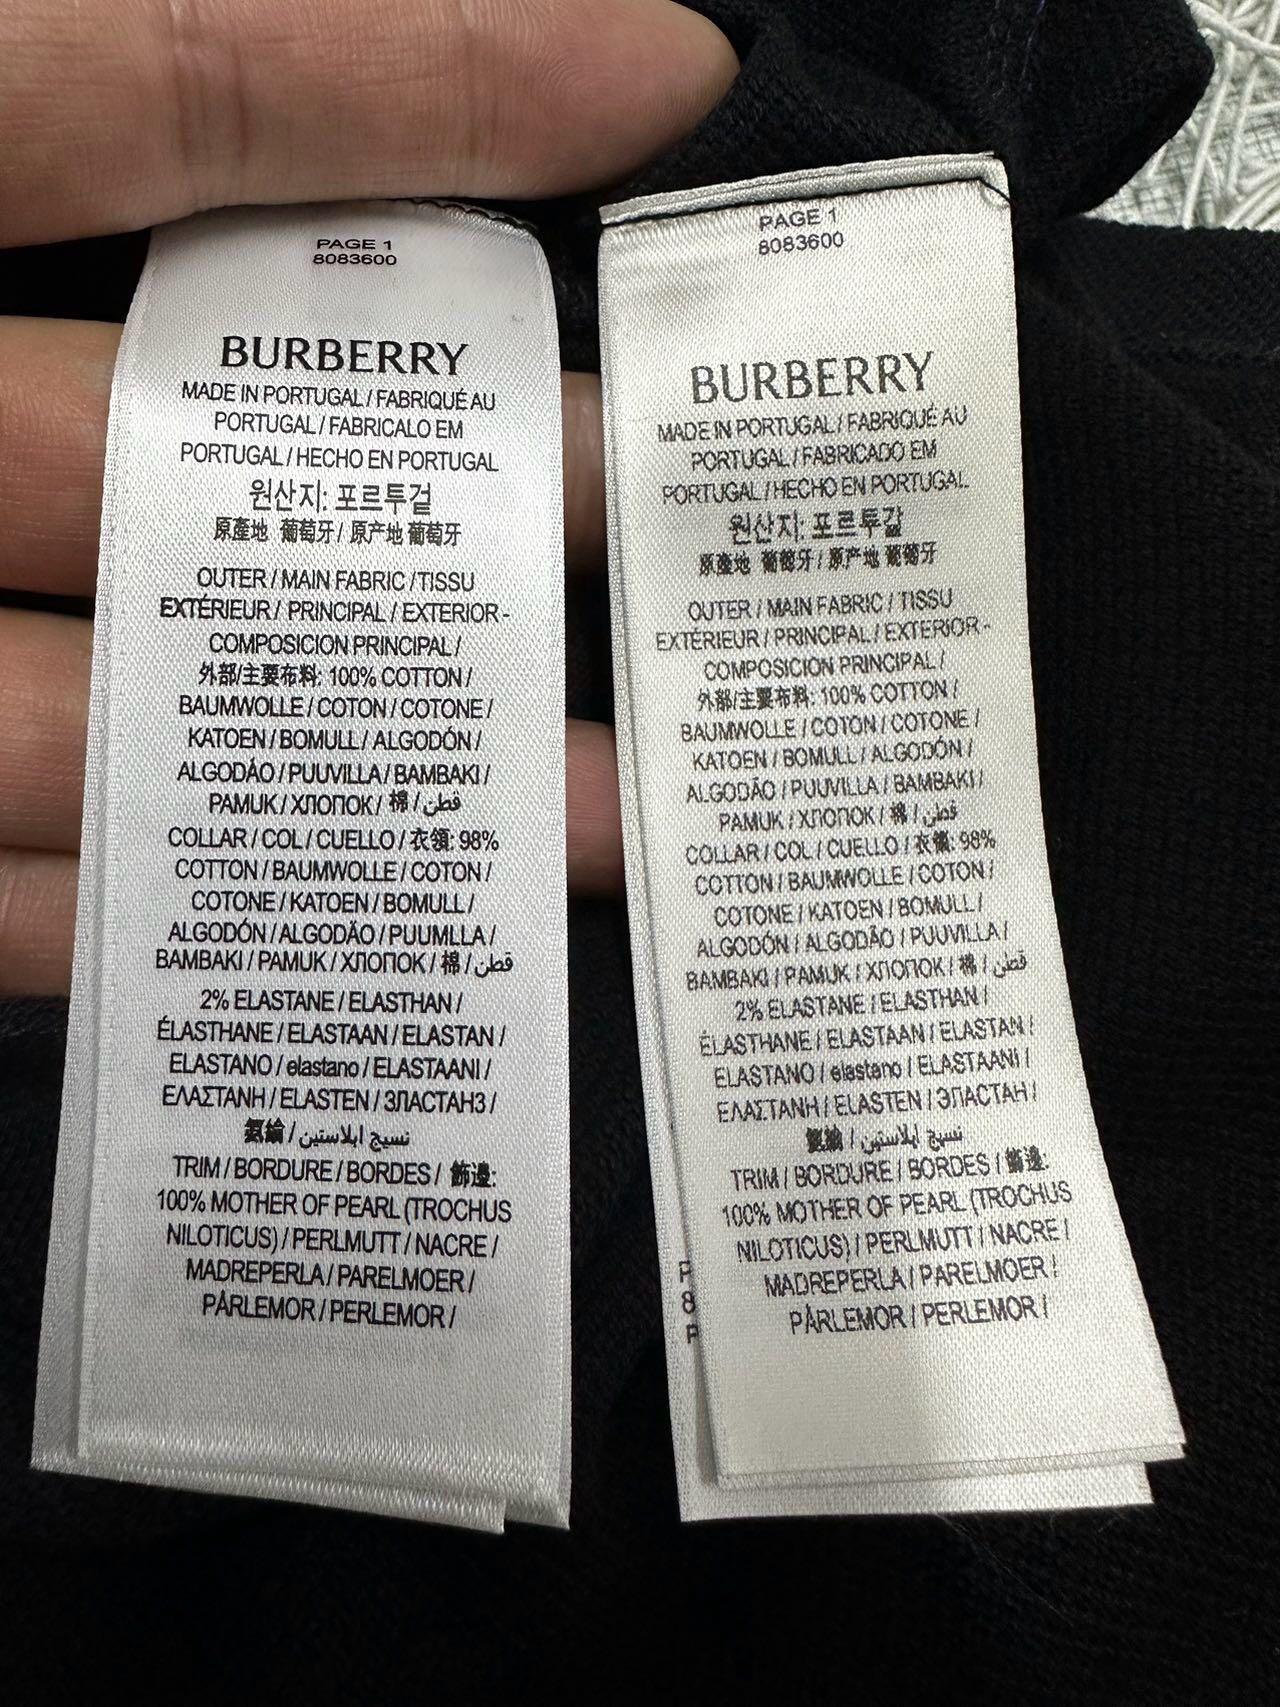 PAGE 1
8083600
BURBERRY
MADE IN PORTUGAL / FABRIQUÉ AU
PORTUGAL / FABRICALO EM
PORTUGAL / HECHO EN PORTUGAL
원산지: 포르투겉
原產地 葡萄牙 / 原产地 葡萄牙
OUTER / MAIN FABRIC / TISSU
EXTÉRIEUR / PRINCIPAL / EXTERIOR -
COMPOSICION PRINCIPAL /
外部/主要布料: 100% COTTON /
BAUMWOLLE / COTON / COTONE /
KATOEN / BOMULL / ALGODÓN /
ALGODÃO / PUUVILLA / BAMBAKI /
PAMUK / ХЛОПОК / 棉 / قطن
COLLAR / COL / CUELLO / 衣領: 98%
COTTON / BAUMWOLLE / COTON /
COTONE / KATOEN / BOMULL /
ALGODÓN / ALGODÃO / PUUMLLA /
BAMBAKI / PAMUK / ХЛОПОК / 棉 / قطن
2% ELASTANE / ELASTHAN /
ÉLASTHANE / ELASTAAN / ELASTAN /
ELASTANO / elastano / ELASTAANI /
ΕΛΑΣΤΑΝΗ / ELASTEN / ЗПАСТАНЗ /
氨綸 / نسيج ايلاستين
TRIM / BORDURE / BORDES / 飾邊:
100% MOTHER OF PEARL (TROCHUS
NILOTICUS) / PERLMUTT / NACRE /
MADREPERLA / PARELMOER /
PÄRLEMOR / PERLEMOR /
PAGE 1
8083600
BURBERRY
MADE IN PORTUGAL / FABRIQUÉ AU
PORTUGAL / FABRICADO EM
PORTUGAL / HECHO EN PORTUGAL
원산지: 포르투갈
原產地 葡萄牙 / 原产地 葡萄牙
OUTER / MAIN FABRIC / TISSU
EXTÉRIEUR / PRINCIPAL / EXTERIOR -
COMPOSICION PRINCIPAL /
外部/主要布料: 100% COTTON /
BAUMWOLLE / COTON / COTONE /
KATOEN / BOMULL / ALGODÓN /
ALGODÃO / PUUVILLA / BAMBAKI /
PAMUK / ХЛОПОК / 棉 / قطن
COLLAR / COL / CUELLO / 衣領: 98%
COTTON / BAUMWOLLE / COTON /
COTONE / KATOEN / BOMULL /
ALGODÓN / ALGODÃO / PUUVILLA /
BAMBAKI / PAMUK / ХЛОПОК / 棉 / قطن
2% ELASTANE / ELASTHAN /
ÉLASTHANE / ELASTAAN / ELASTAN /
ELASTANO / elastano / ELASTAANI /
ΕΛΑΣΤΑΝΗ / ELASTEN / ЭЛАСТАН /
氨綸 / نسيج ايلاستين
TRIM / BORDURE / BORDES / 飾邊:
100% MOTHER OF PEARL (TROCHUS
NILOTICUS) / PERLMUTT / NACRE /
MADREPERLA / PARELMOER /
PÄRLEMOR / PERLEMOR /
P
8
P